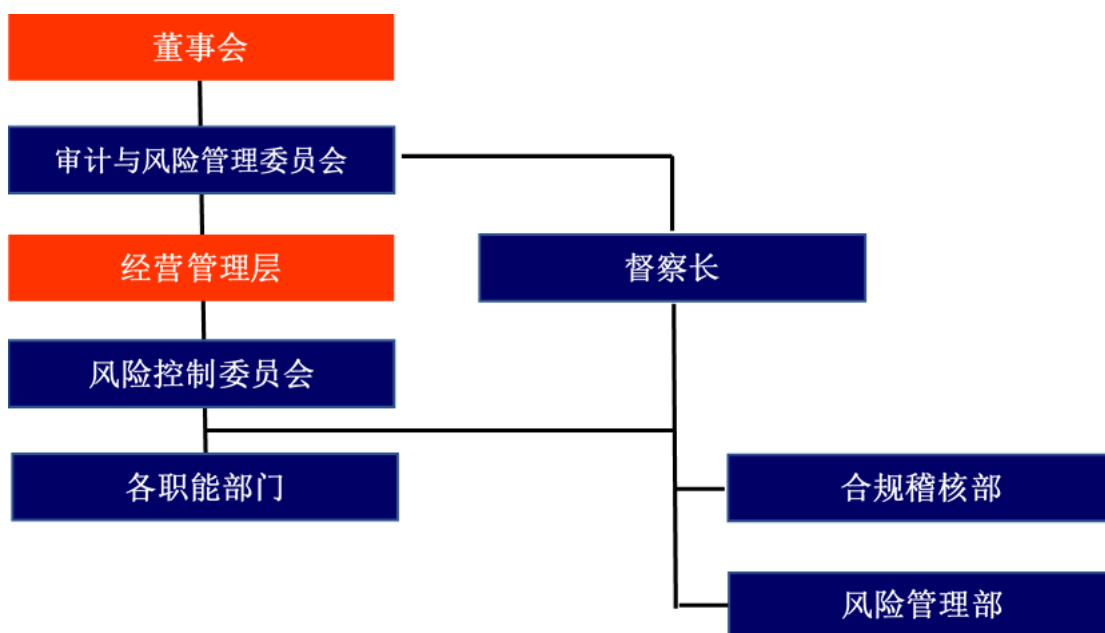 董事会
审计与风险管理委员会
经营管理层
督察长
风险控制委员会
各职能部门
合规稽核部
风险管理部